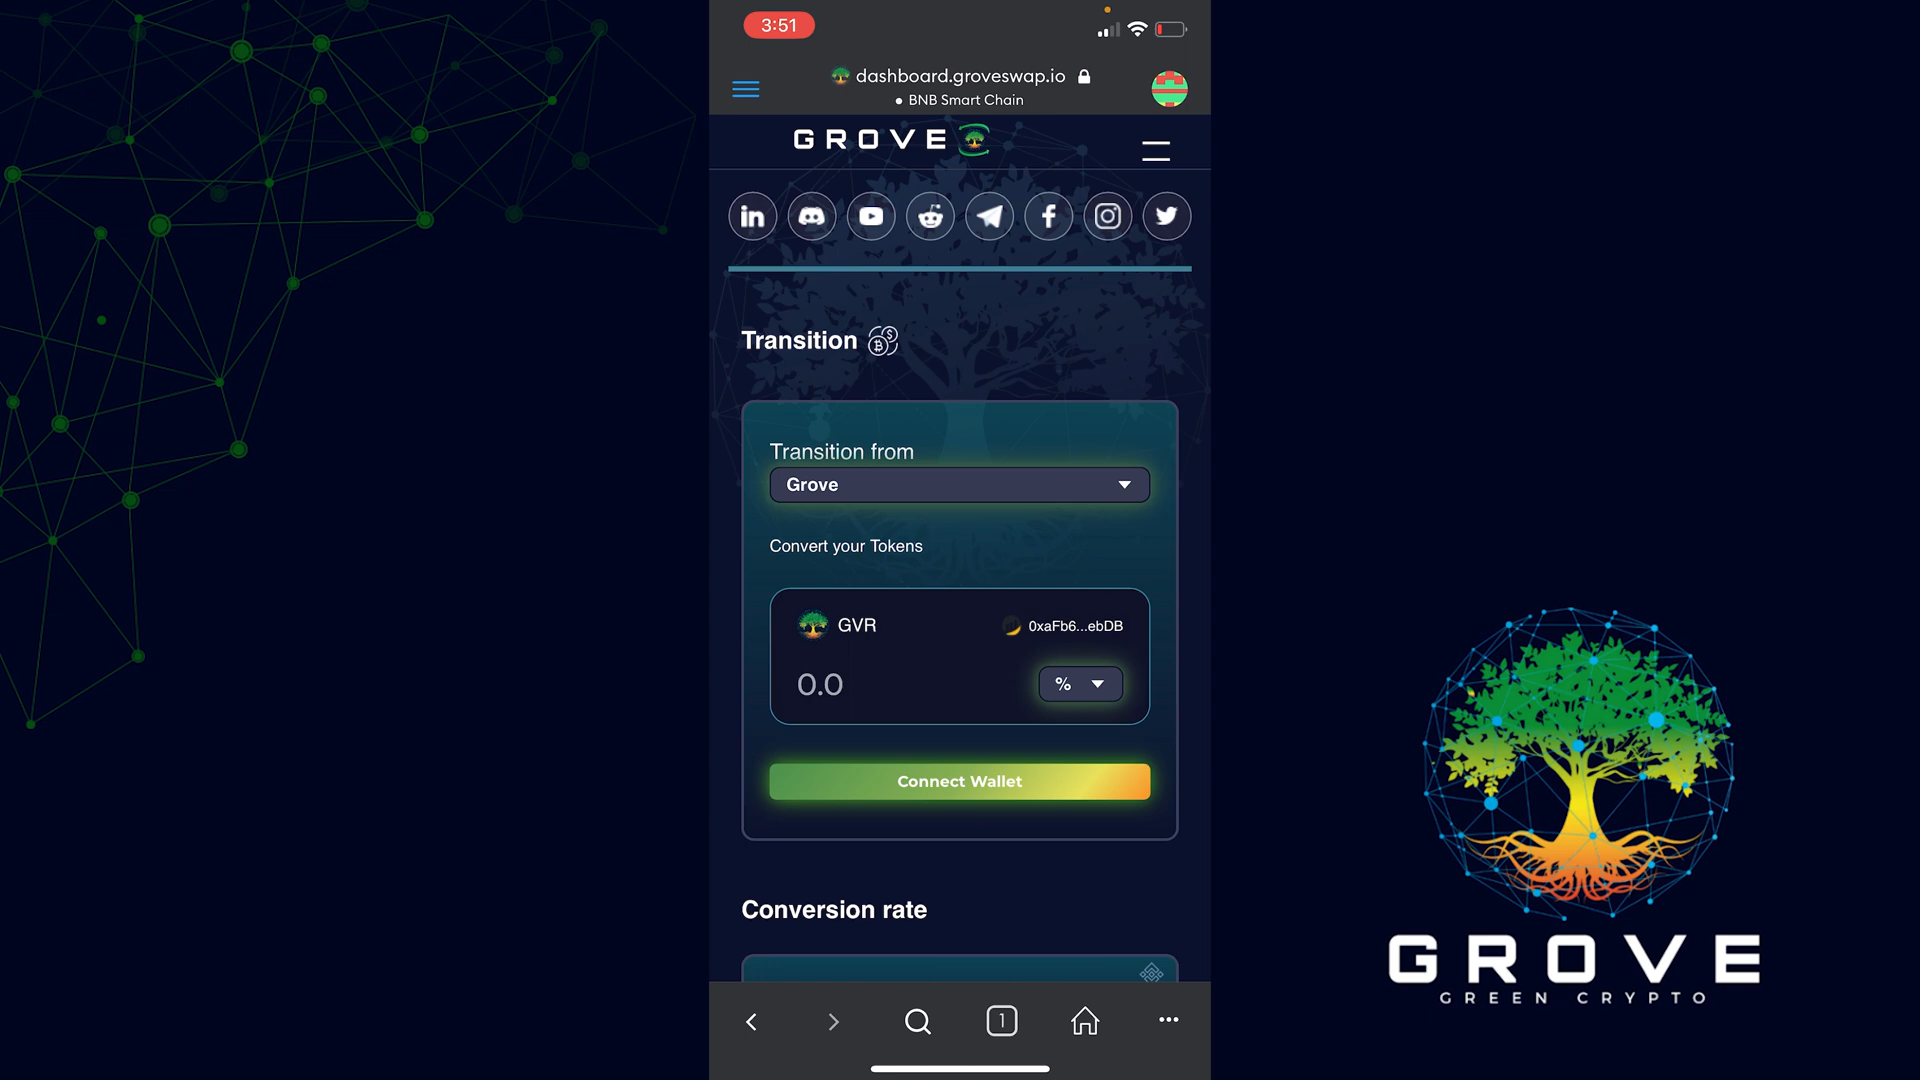 3:51
dashboard.groveswap.io
BNB Smart Chain
GROVE
Transition
Transition from
Grove
Convert your Tokens
GVR
0xaFb6...ebDB
0.0
%
Connect Wallet
Conversion rate
1
GROVE
GREEN CRYPTO